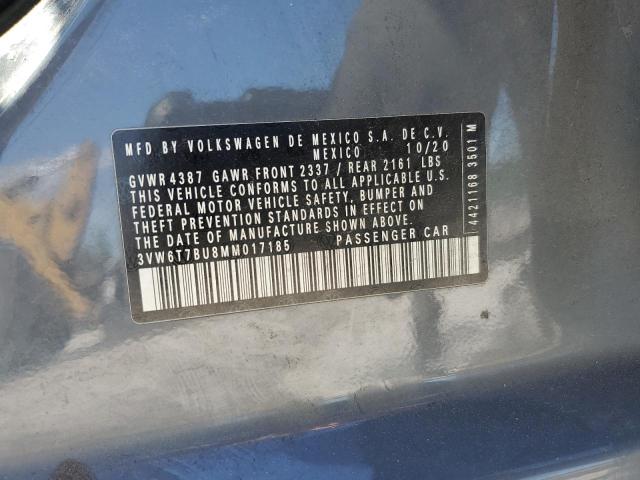 MFD BY VOLKSWAGEN DE MEXICO S.A. DE C.V.
MEXICO 10/20
GVWR 4387 GAWR FRONT 2337 / REAR 2161 LBS
THIS VEHICLE CONFORMS TO ALL APPLICABLE U.S.
FEDERAL MOTOR VEHICLE SAFETY, BUMPER AND
THEFT PREVENTION STANDARDS IN EFFECT ON
THE DATE OF MANUFACTURE SHOWN ABOVE.
3VW6T7BU8MM017185 PASSENGER CAR
4421168 3501 M